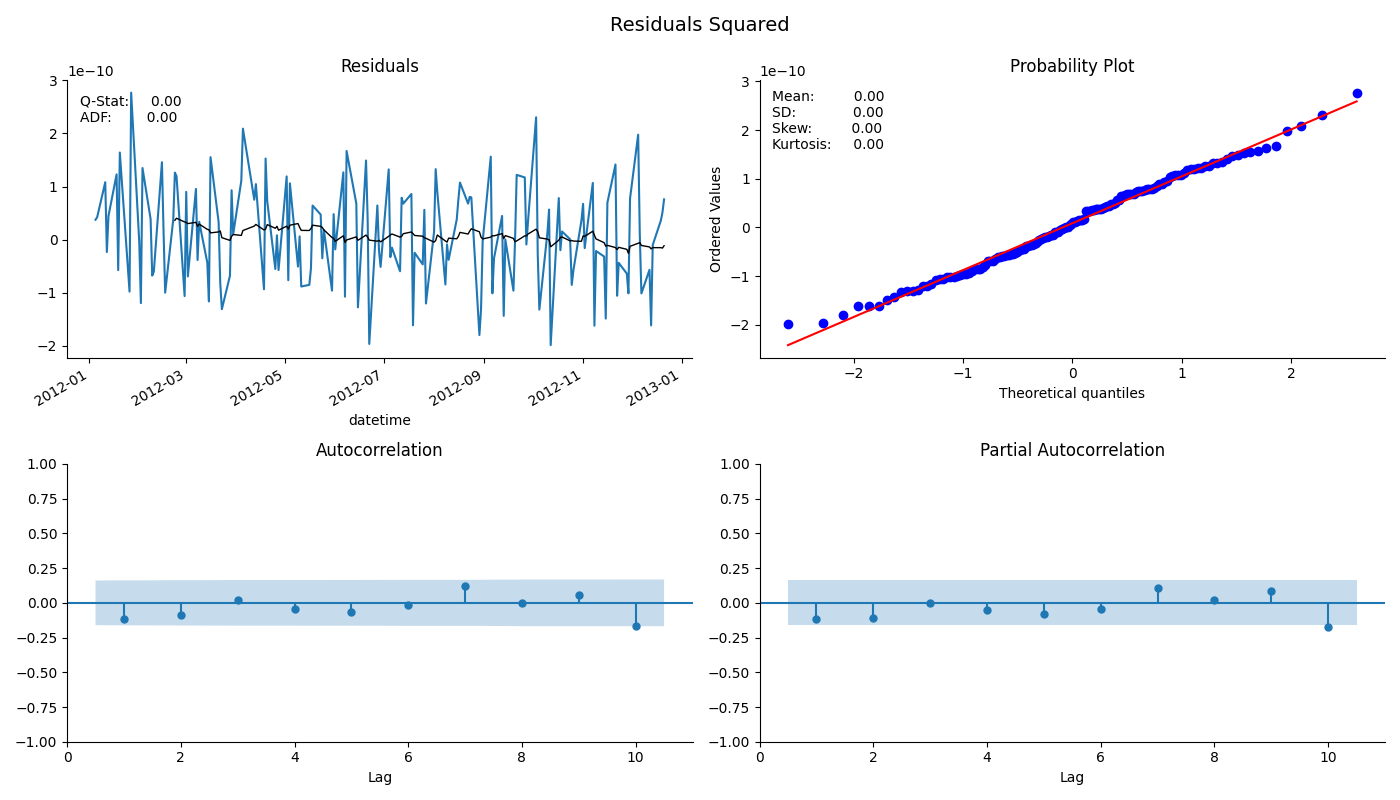 Residuals Squared
Residuals
1e−10
Q-Stat: 0.00
ADF: 0.00
3
2
1
0
−1
−2
2012-01 2012-03 2012-05 2012-07 2012-09 2012-11 2013-01
datetime
Probability Plot
1e−10
Mean: 0.00
SD: 0.00
Skew: 0.00
Kurtosis: 0.00
Ordered Values
3
2
1
0
−1
−2
−2 −1 0 1 2
Theoretical quantiles
Autocorrelation
1.00
0.75
0.50
0.25
0.00
−0.25
−0.50
−0.75
−1.00
0 2 4 6 8 10
Lag
Partial Autocorrelation
1.00
0.75
0.50
0.25
0.00
−0.25
−0.50
−0.75
−1.00
0 2 4 6 8 10
Lag